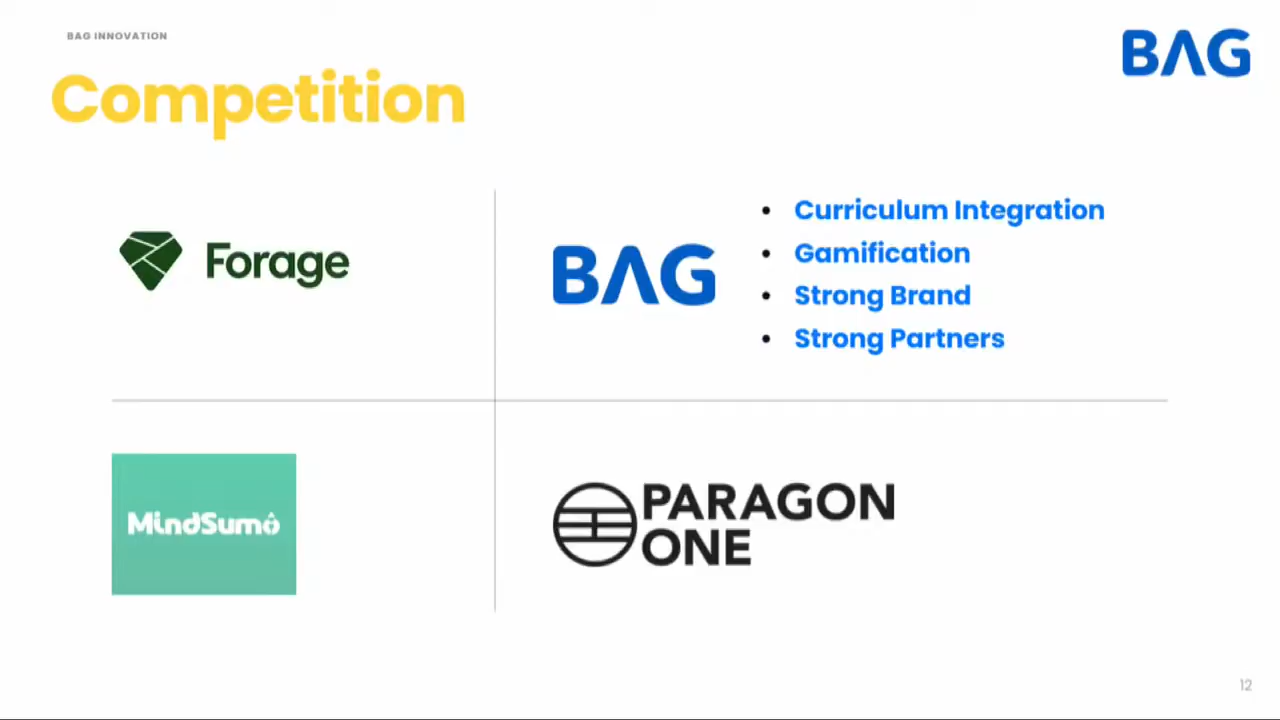 BAG INNOVATION
BAG
Competition
Forage
BAG
• Curriculum Integration
• Gamification
• Strong Brand
• Strong Partners
MindSumo
PARAGON
ONE
12